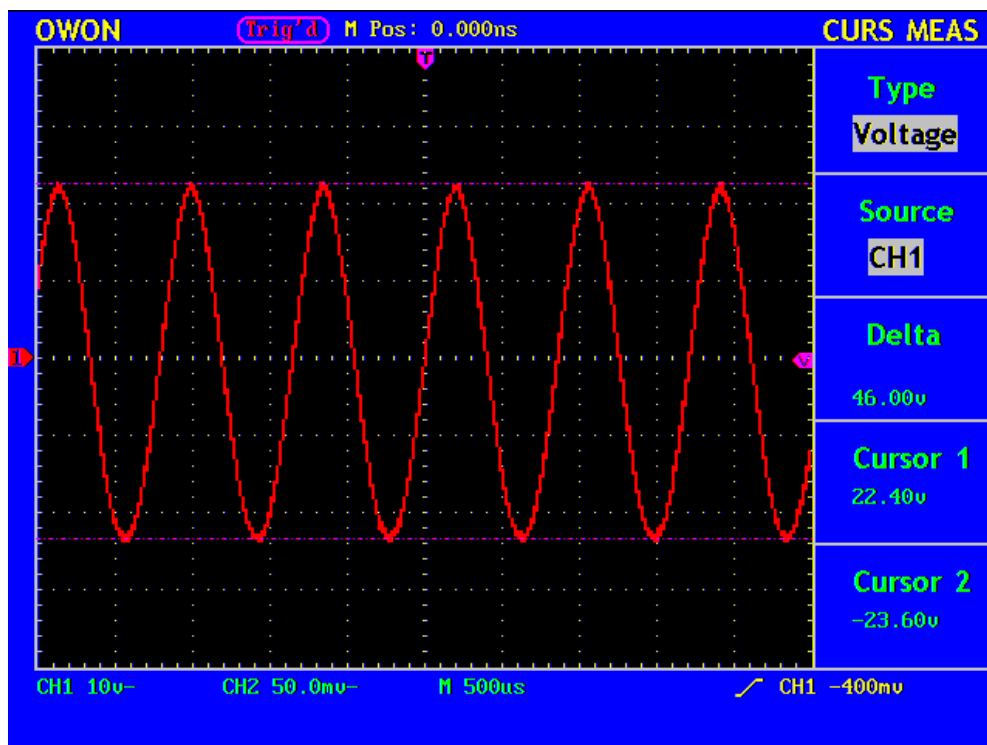 OWON Trig'd M Pos: 0.000ns CURS MEAS
T
Type
Voltage
Source
CH1
1
V
Delta
46.00v
Cursor 1
22.40v
Cursor 2
-23.60v
CH1 10v- CH2 50.0mv- M 500us CH1 -400mv